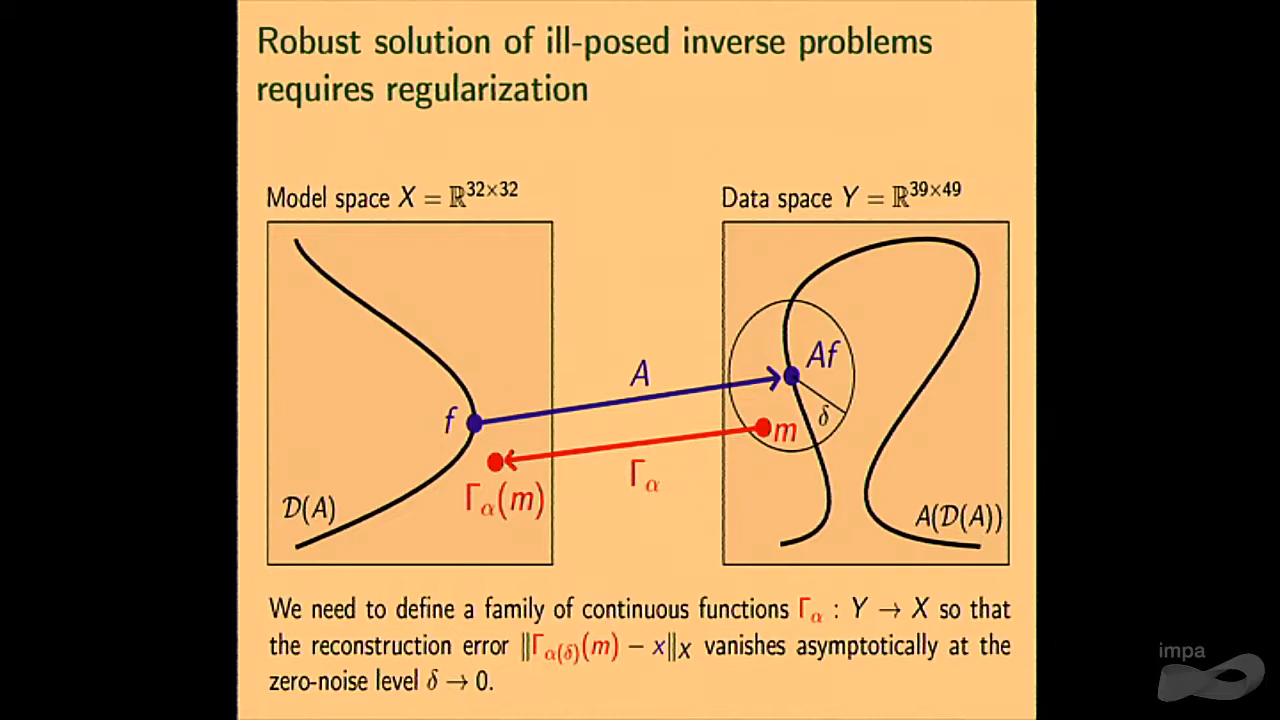 Robust solution of ill-posed inverse problems
requires regularization
Model space X = ℝ^{32×32}
Data space Y = ℝ^{39×49}
A
Af
f
δ
m
Γ_α
Γ_α(m)
𝒟(A)
A(𝒟(A))
We need to define a family of continuous functions Γ_α : Y → X so that
the reconstruction error ‖Γ_{α(δ)}(m) − x‖_X vanishes asymptotically at the
zero-noise level δ → 0.
impa